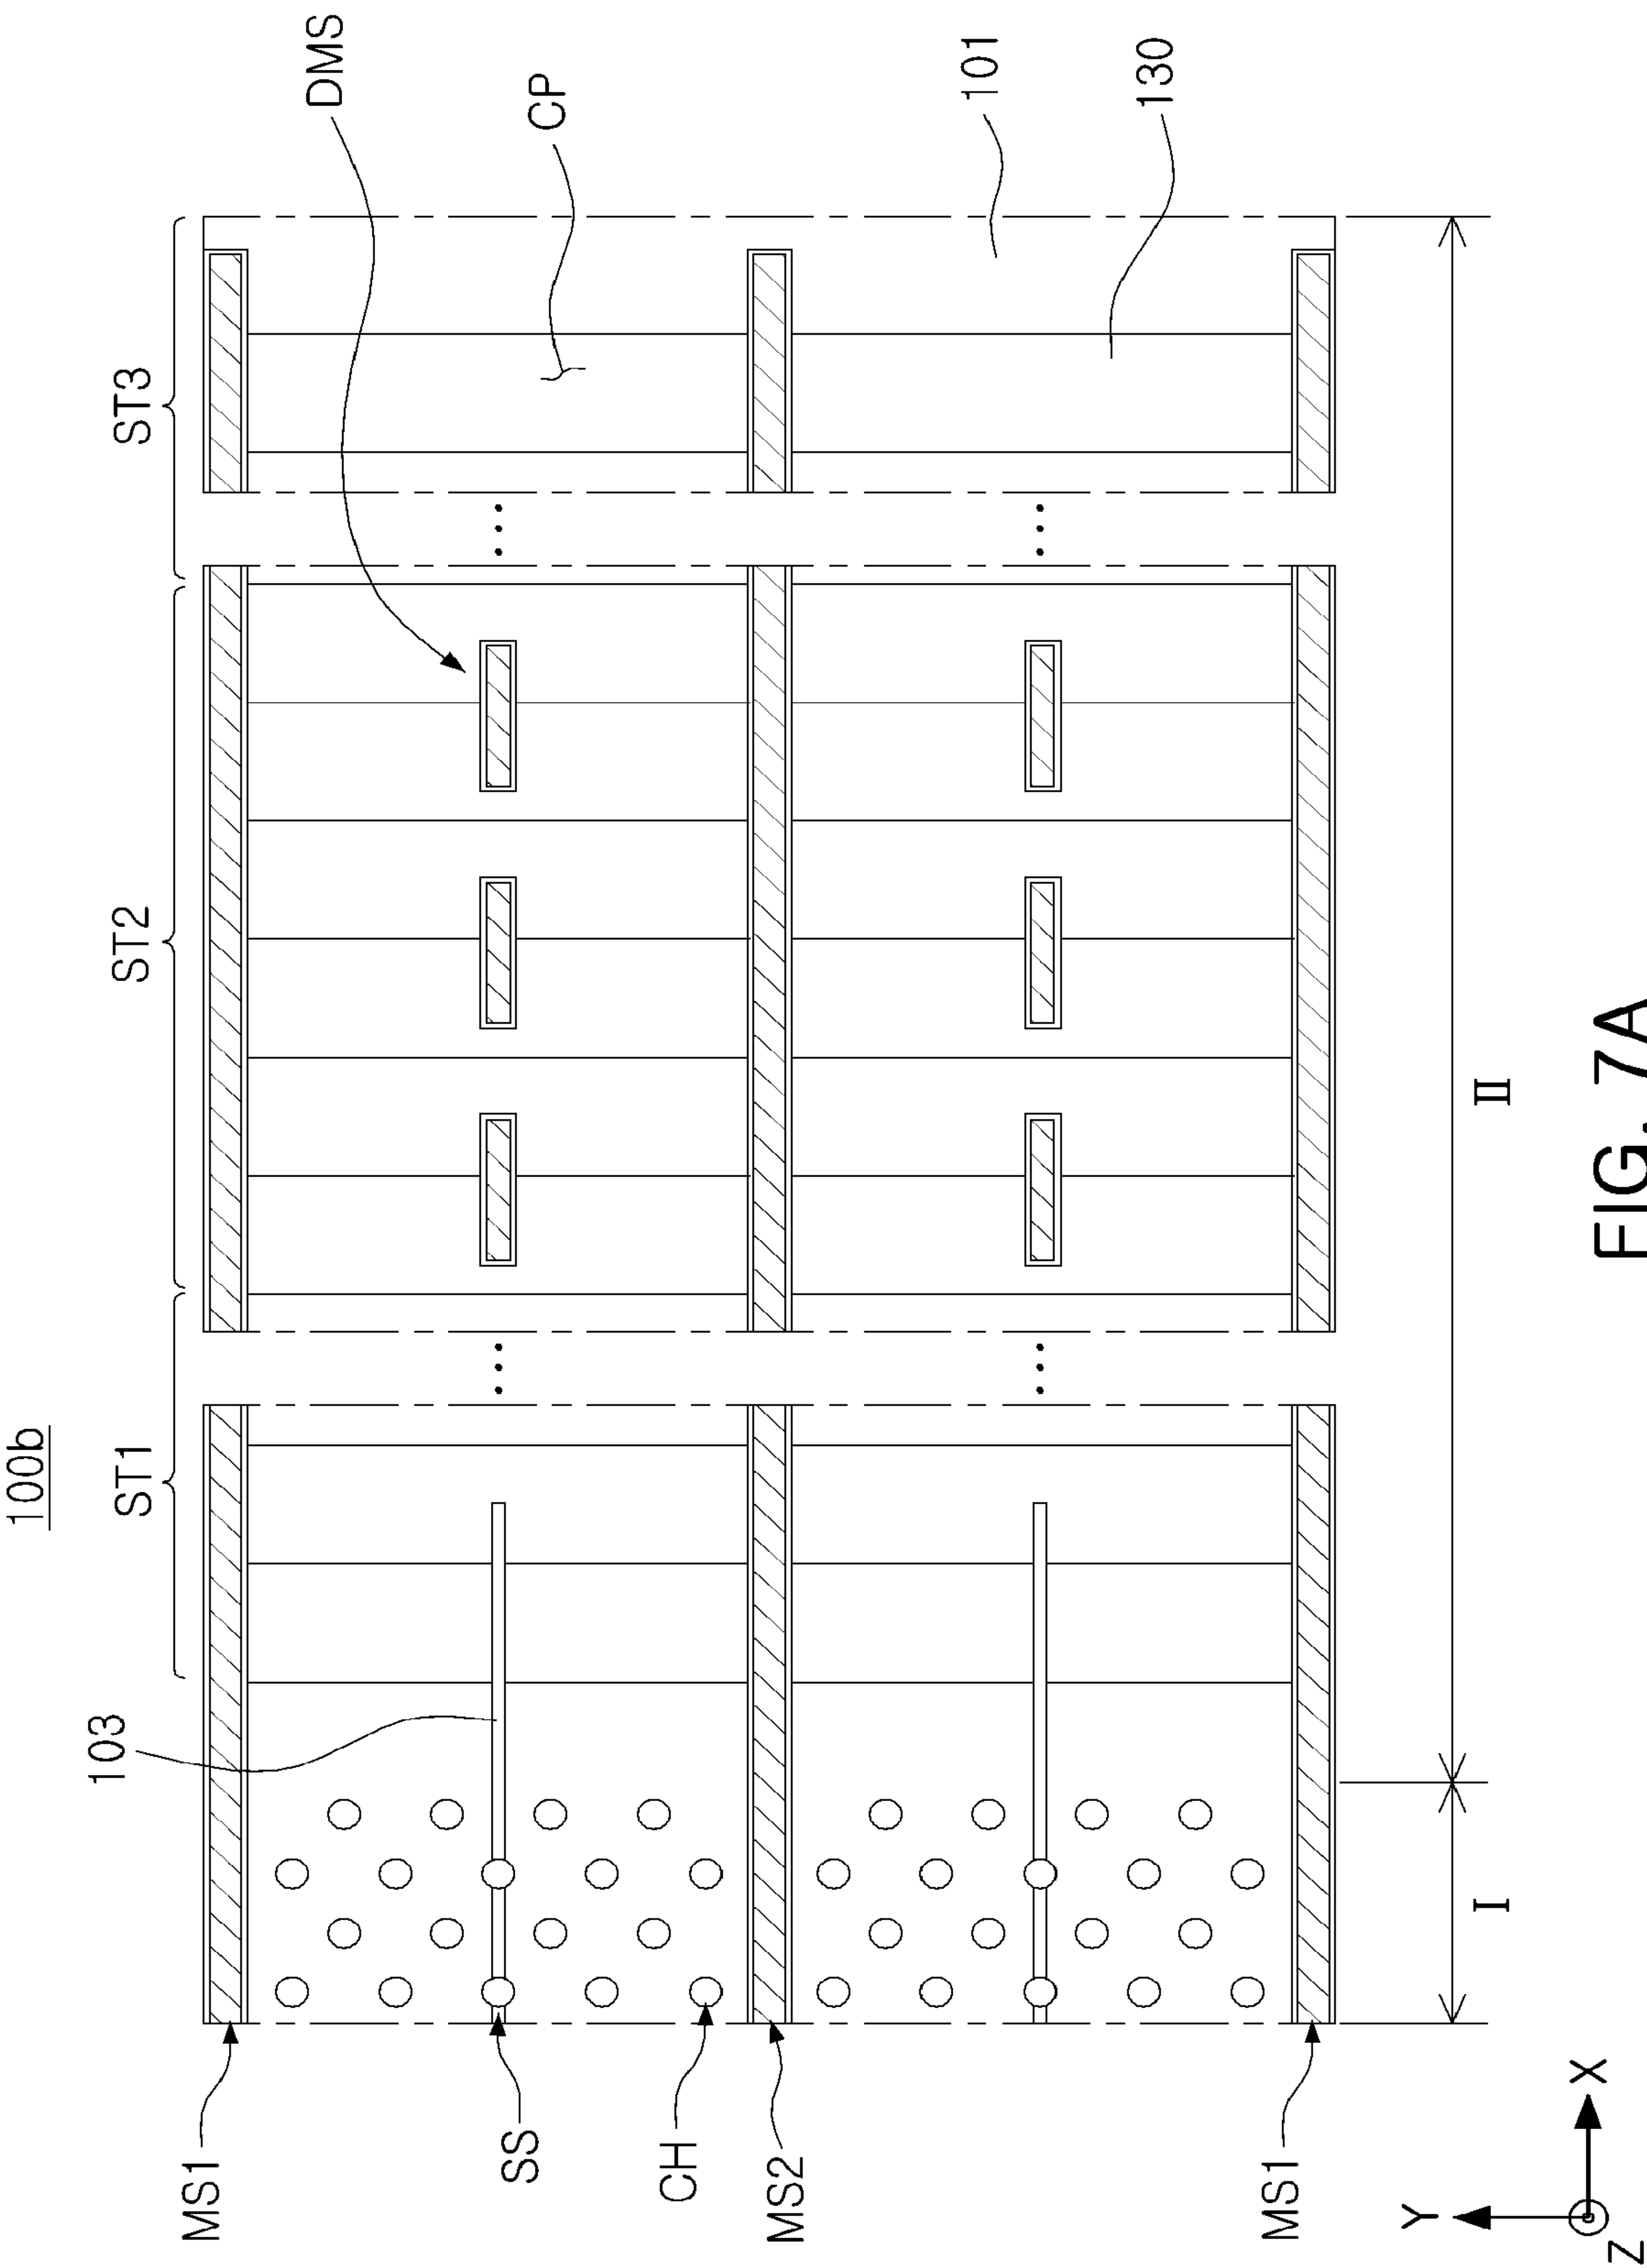 100b
ST1
ST2
ST3
103
DMS
CP
101
130
MS1
SS
CH
MS2
MS1
I
II
Y
X
Z
FIG. 7A